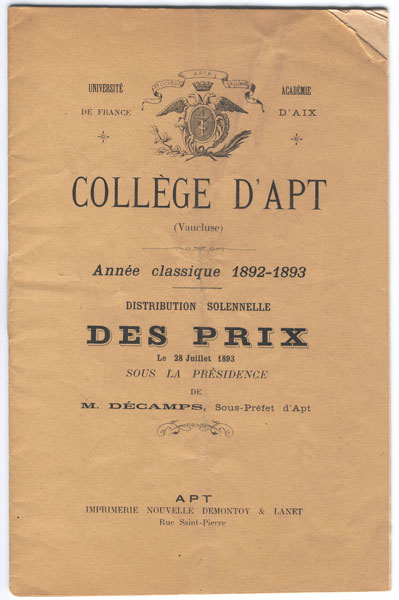 UNIVERSITÉ
DE FRANCE
ACADÉMIE
D'AIX
COLLÈGE D'APT
(Vaucluse)
Année classique 1892-1893
DISTRIBUTION SOLENNELLE
DES PRIX
Le 28 Juillet 1893
SOUS LA PRÉSIDENCE
DE
M. DÉCAMPS, Sous-Préfet d'Apt
APT
IMPRIMERIE NOUVELLE DEMONTOY & LANET
Rue Saint-Pierre